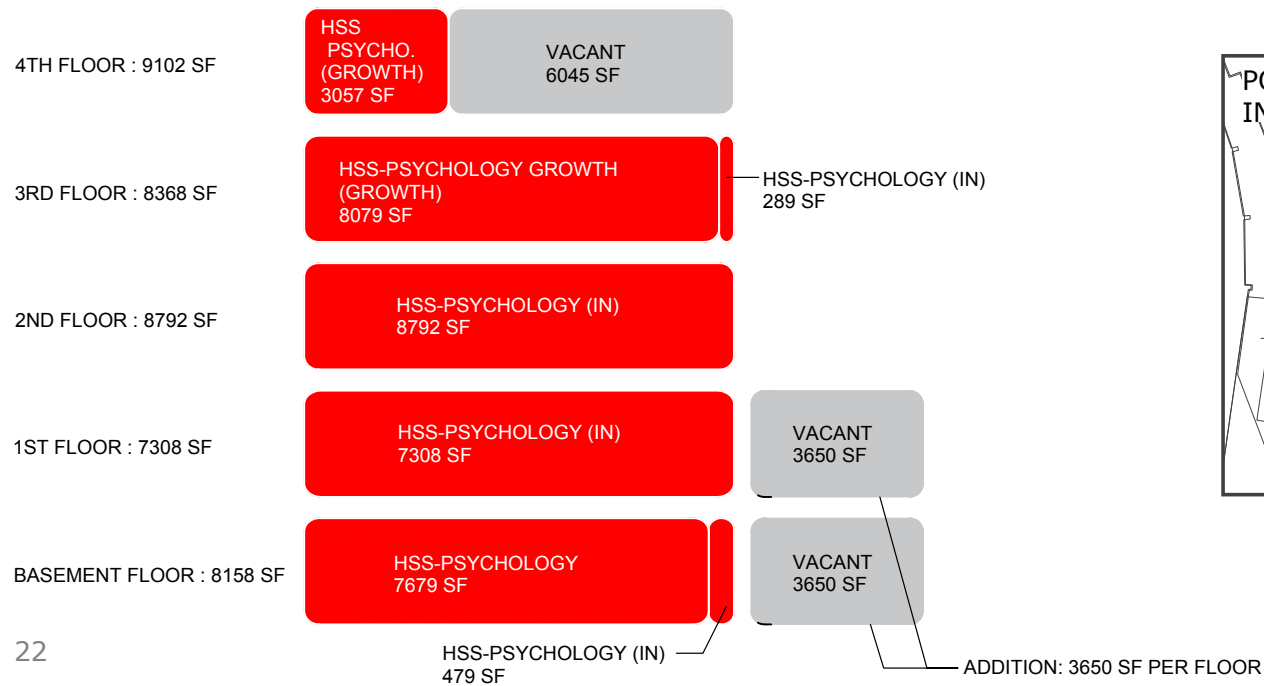 4TH FLOOR : 9102 SF
HSS
PSYCHO.
(GROWTH)
3057 SF
VACANT
6045 SF
3RD FLOOR : 8368 SF
HSS-PSYCHOLOGY GROWTH
(GROWTH)
8079 SF
HSS-PSYCHOLOGY (IN)
289 SF
2ND FLOOR : 8792 SF
HSS-PSYCHOLOGY (IN)
8792 SF
1ST FLOOR : 7308 SF
HSS-PSYCHOLOGY (IN)
7308 SF
VACANT
3650 SF
BASEMENT FLOOR : 8158 SF
HSS-PSYCHOLOGY
7679 SF
VACANT
3650 SF
HSS-PSYCHOLOGY (IN)
479 SF
ADDITION: 3650 SF PER FLOOR
22